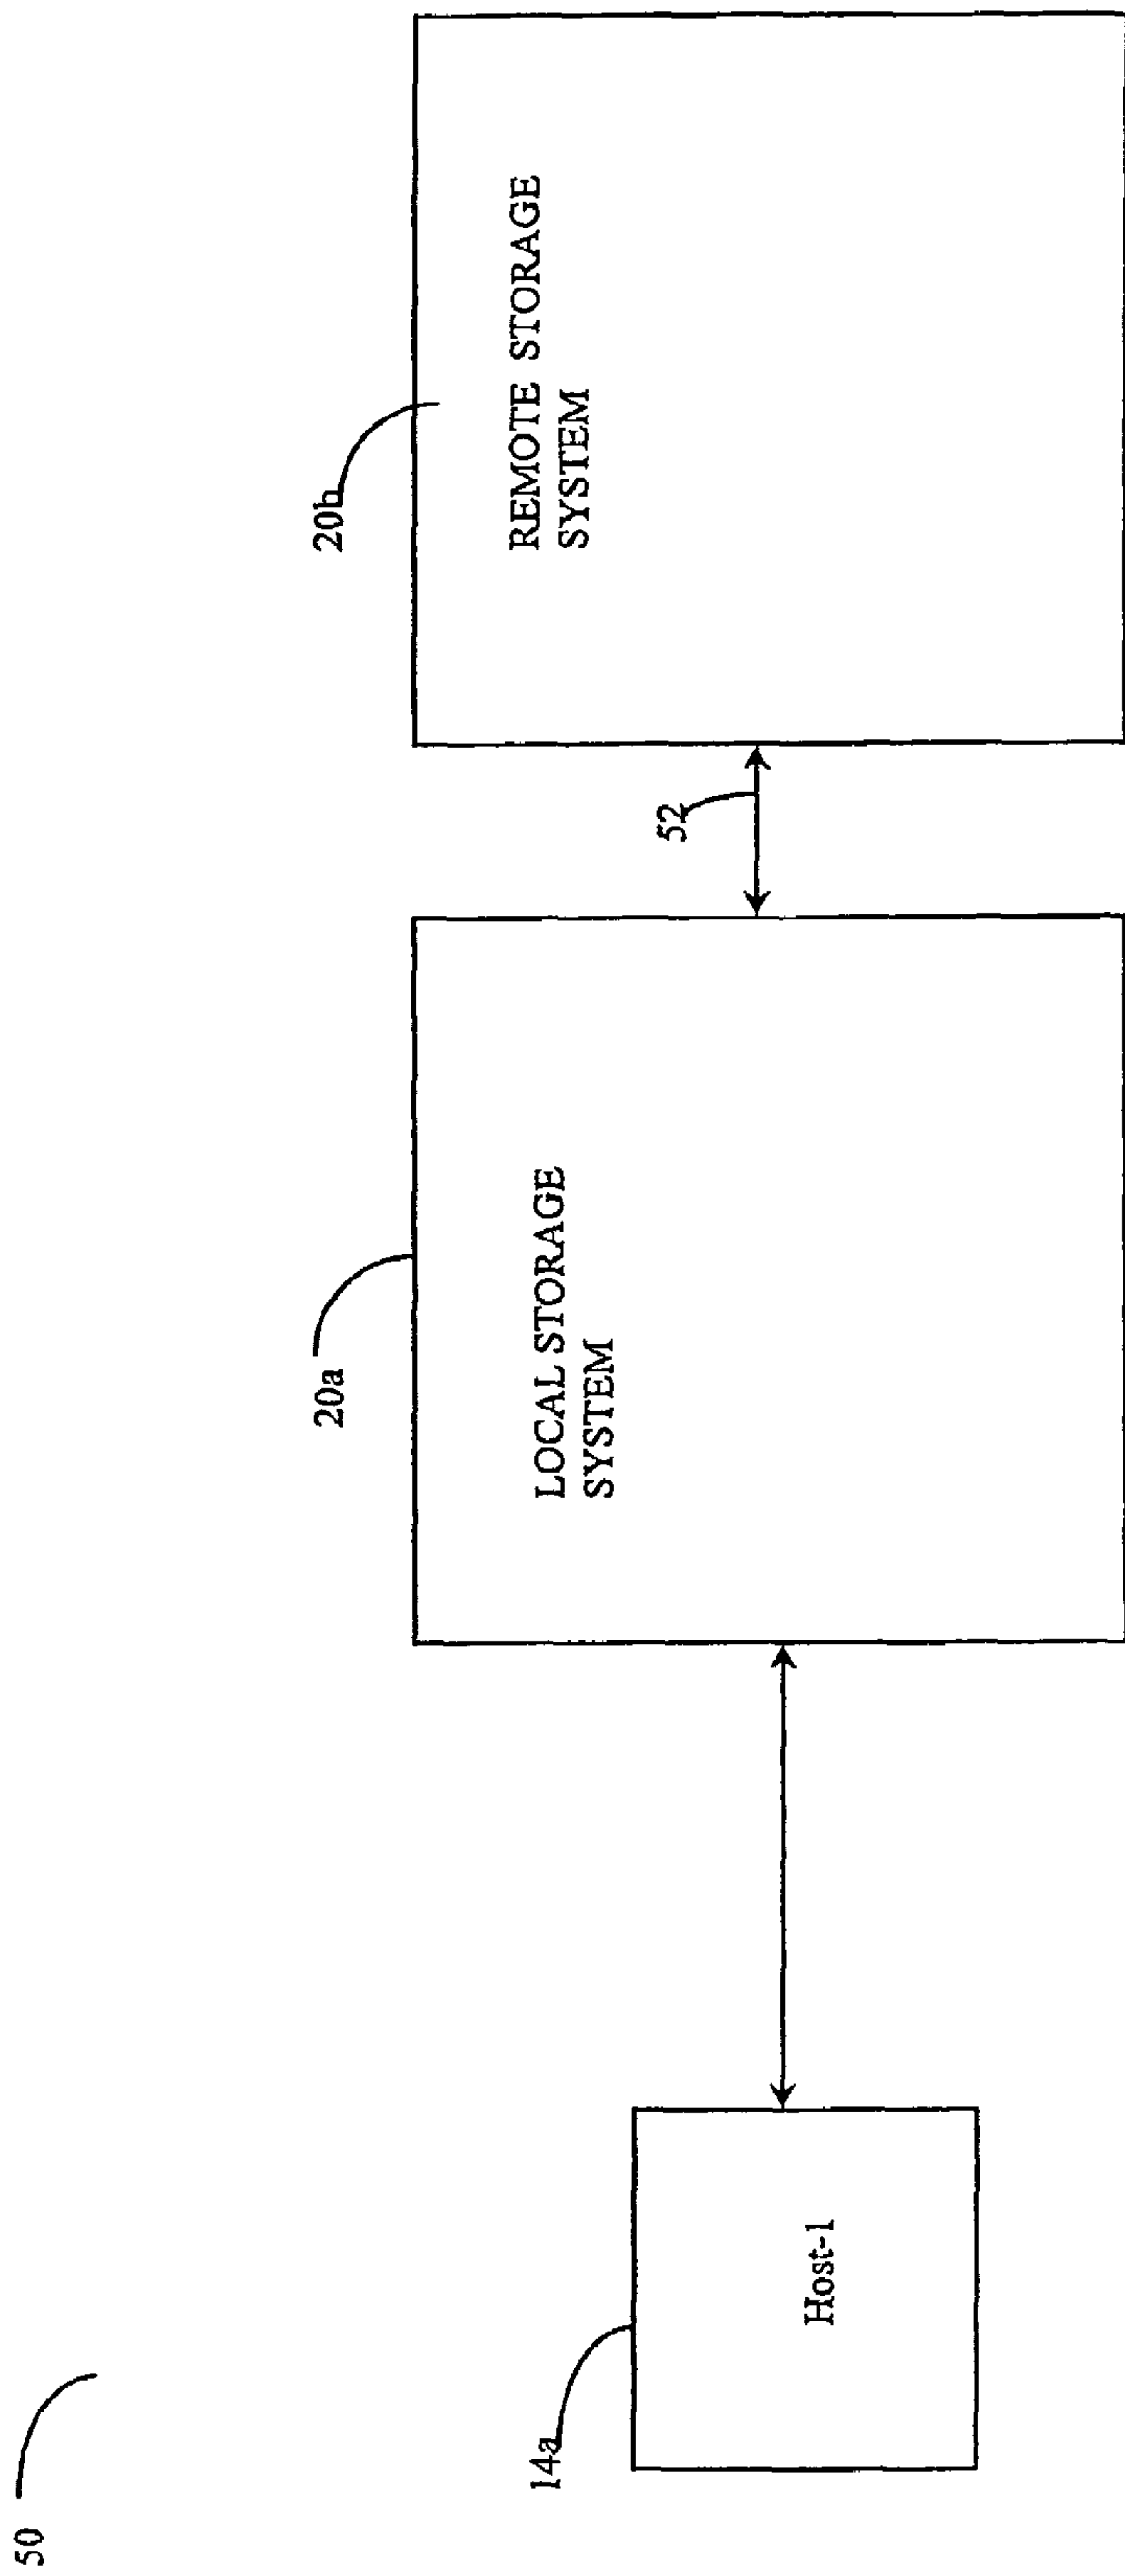 50
14a
Host-1
20a
LOCAL STORAGE
SYSTEM
52
20b
REMOTE STORAGE
SYSTEM